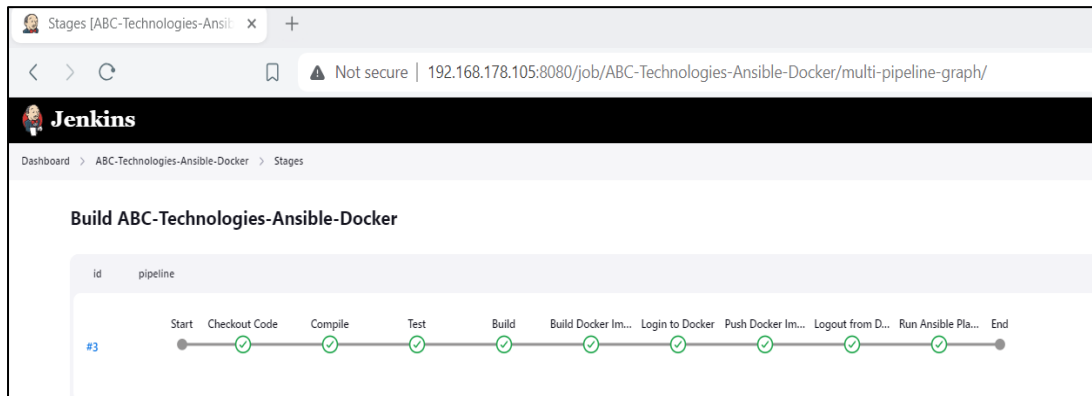 Stages [ABC-Technologies-Ansib
Not secure | 192.168.178.105:8080/job/ABC-Technologies-Ansible-Docker/multi-pipeline-graph/
Jenkins
Dashboard > ABC-Technologies-Ansible-Docker > Stages
Build ABC-Technologies-Ansible-Docker
id pipeline
Start Checkout Code Compile Test Build Build Docker Im... Login to Docker Push Docker Im... Logout from D... Run Ansible Pla... End
#3